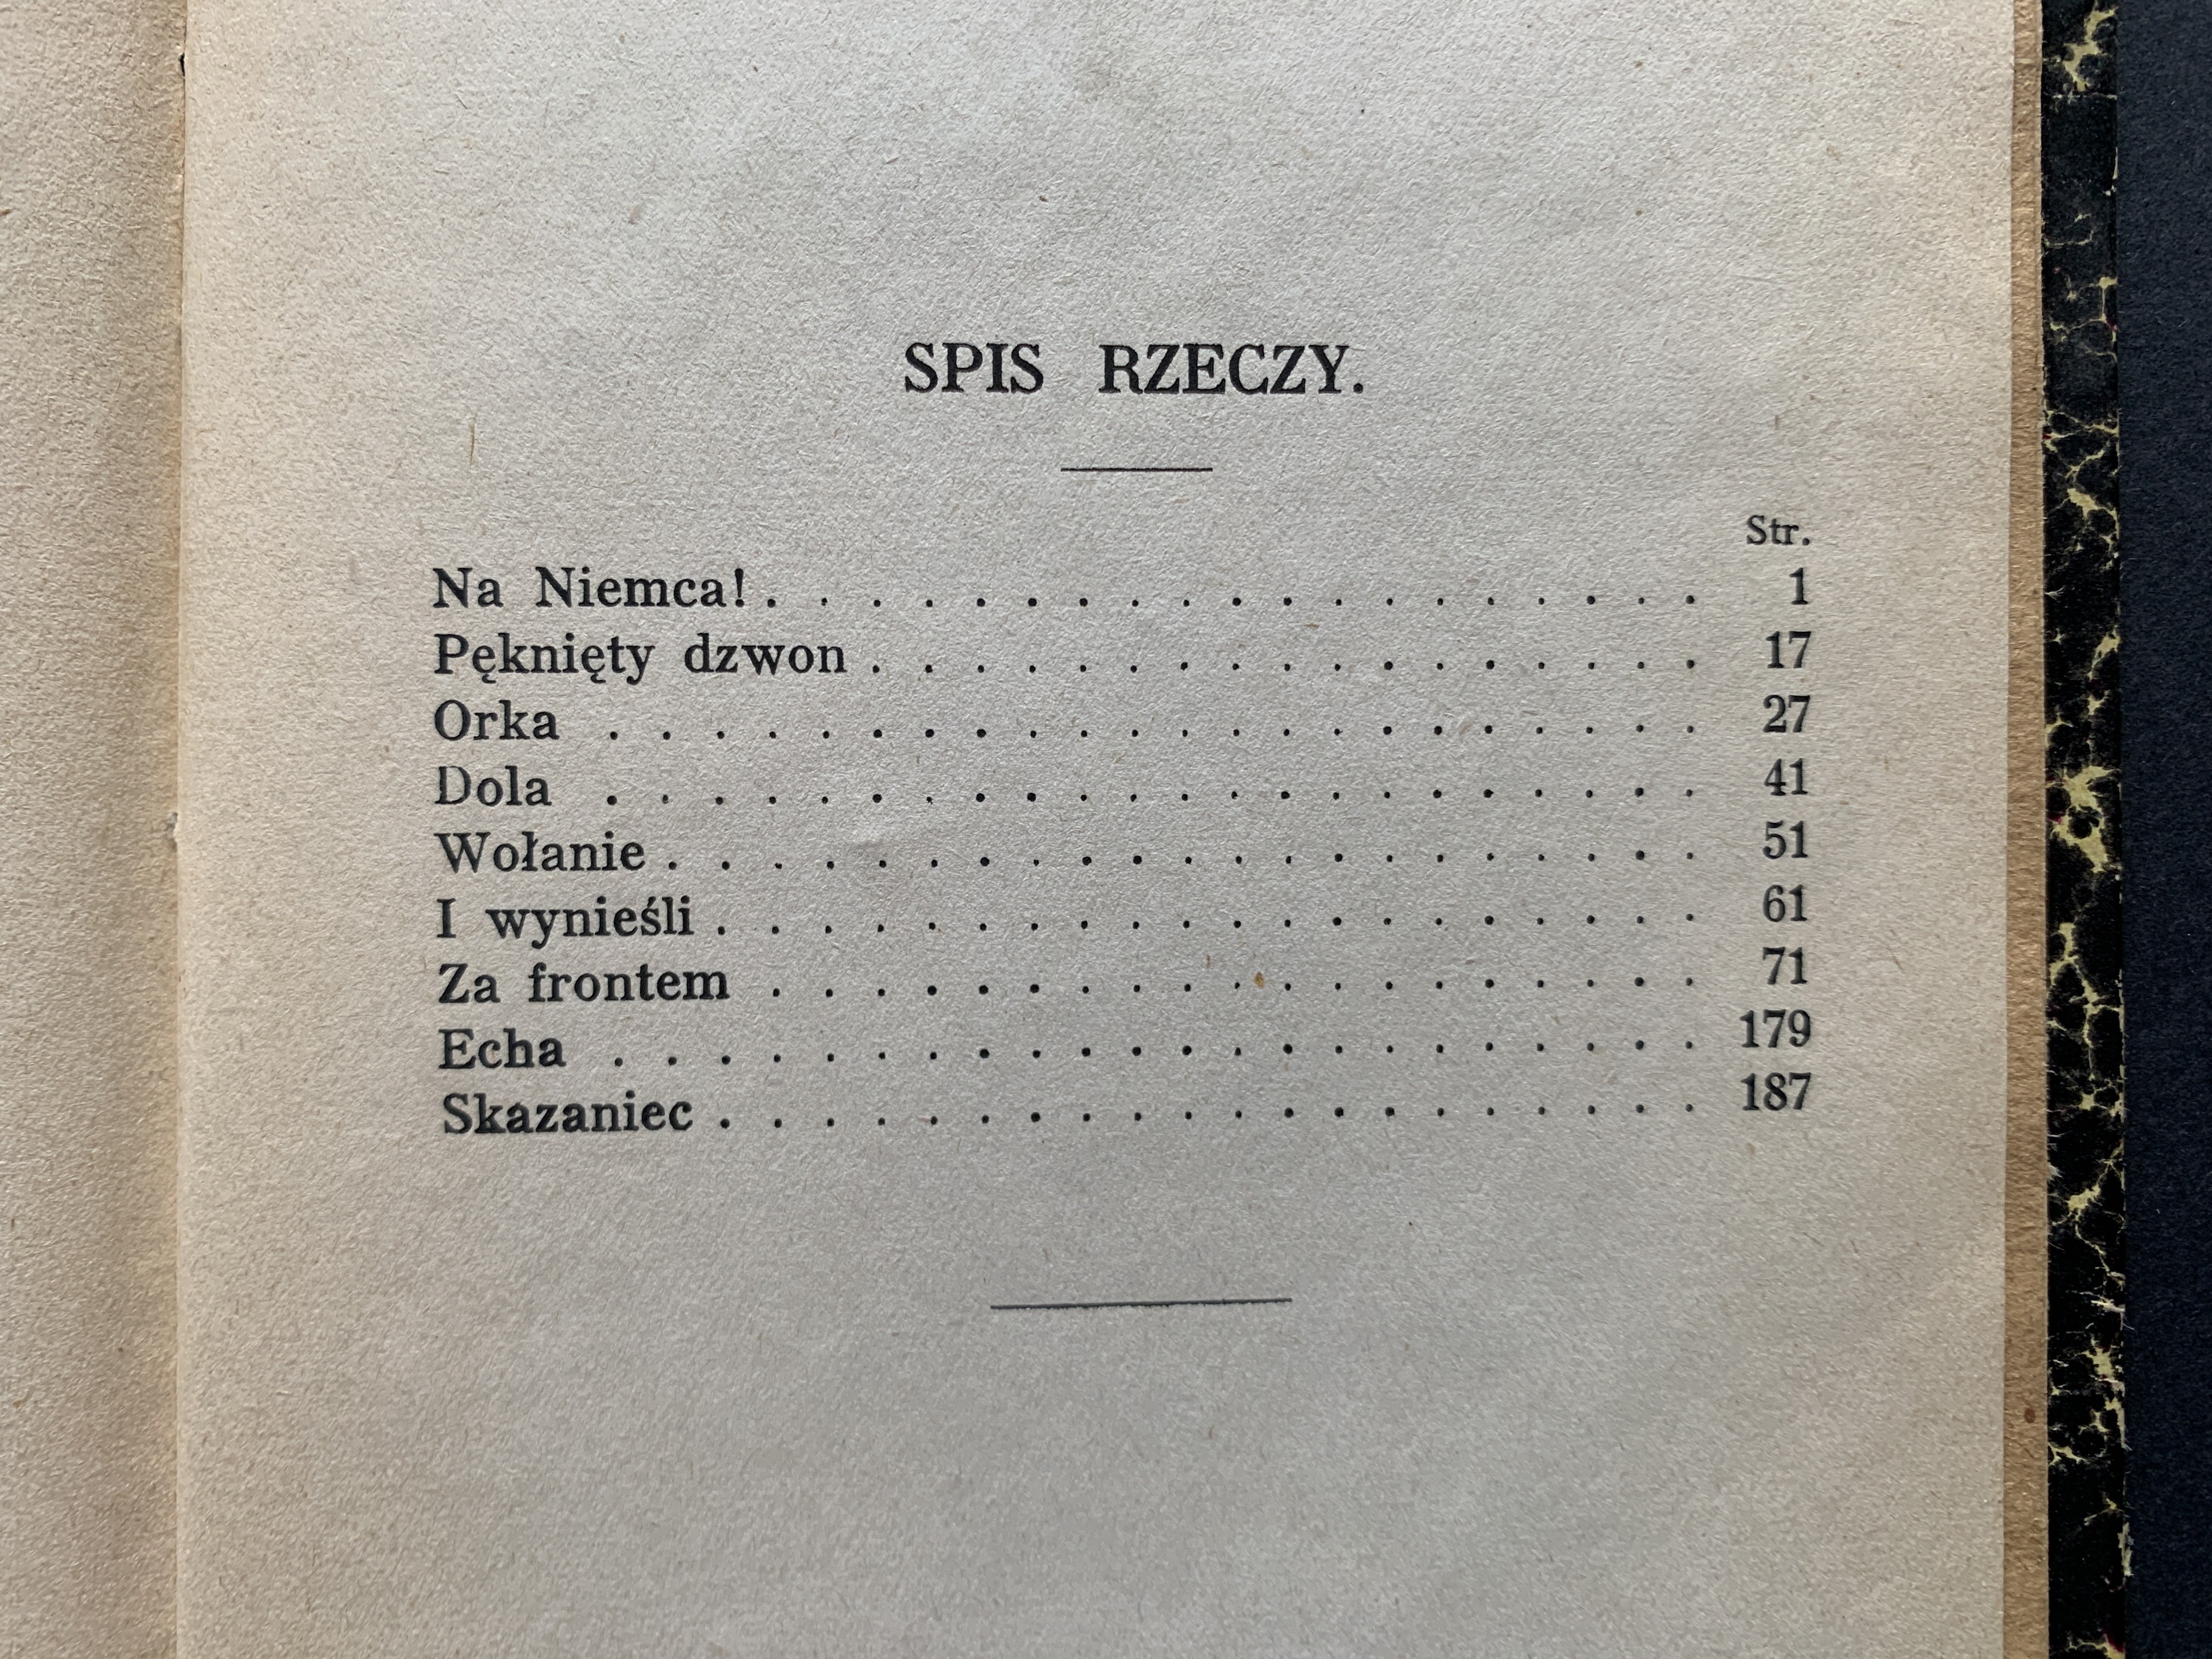 SPIS RZECZY.
Str.
Na Niemca! . . . . . . . . . . . . . . . . . . . 1
Pęknięty dzwon . . . . . . . . . . . . . . . . . 17
Orka . . . . . . . . . . . . . . . . . . . . . . 27
Dola . . . . . . . . . . . . . . . . . . . . . . 41
Wołanie . . . . . . . . . . . . . . . . . . . . . 51
I wynieśli . . . . . . . . . . . . . . . . . . . . 61
Za frontem . . . . . . . . . . . . . . . . . . . 71
Echa . . . . . . . . . . . . . . . . . . . . . . 179
Skazaniec . . . . . . . . . . . . . . . . . . . . 187